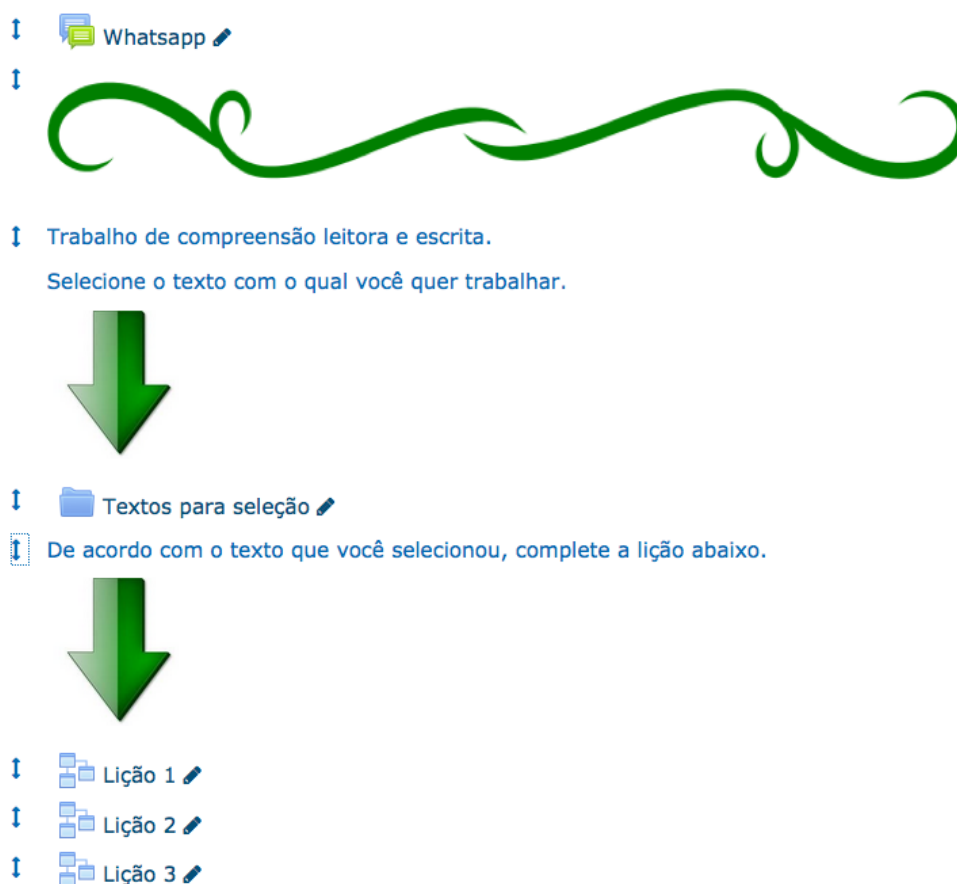 Whatsapp
Trabalho de compreensão leitora e escrita.
Selecione o texto com o qual você quer trabalhar.
Textos para seleção
De acordo com o texto que você selecionou, complete a lição abaixo.
Lição 1
Lição 2
Lição 3